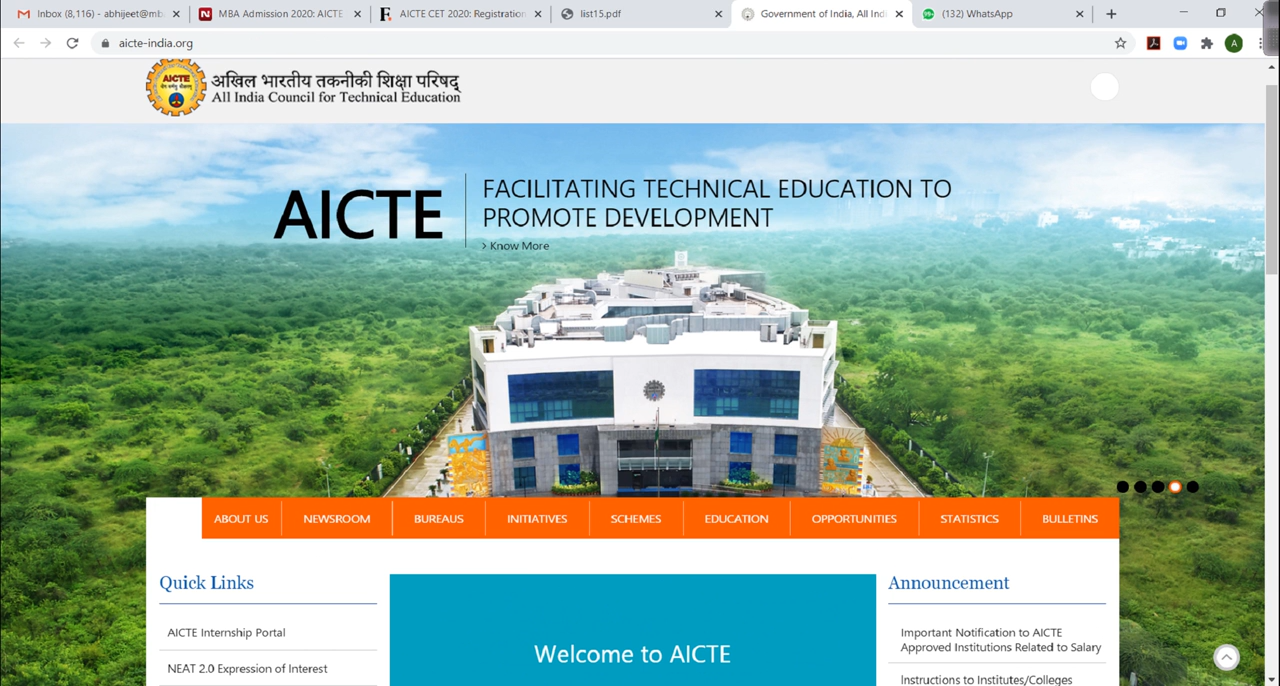 Inbox (8,116) - abhijeet@mb
MBA Admission 2020: AICTE
AICTE CET 2020: Registration
list15.pdf
Government of India, All Indi
(132) WhatsApp
aicte-india.org
A
AICTE
अखिल भारतीय तकनीकी शिक्षा परिषद्
All India Council for Technical Education
AICTE
FACILITATING TECHNICAL EDUCATION TO
PROMOTE DEVELOPMENT
> Know More
ABOUT US
NEWSROOM
BUREAUS
INITIATIVES
SCHEMES
EDUCATION
OPPORTUNITIES
STATISTICS
BULLETINS
Quick Links
AICTE Internship Portal
NEAT 2.0 Expression of Interest
Welcome to AICTE
Announcement
Important Notification to AICTE
Approved Institutions Related to Salary
Instructions to Institutes/Colleges